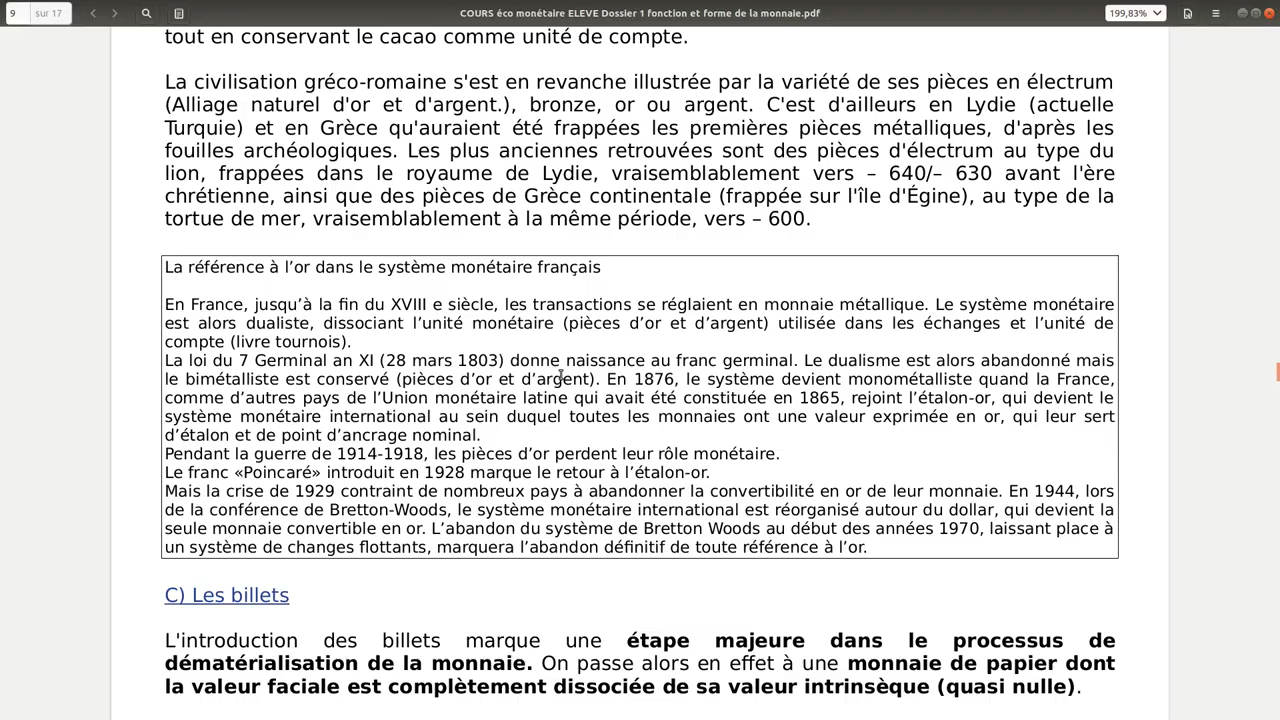 9 sur 17
COURS éco monétaire ELEVE Dossier 1 fonction et forme de la monnaie.pdf
199,83%
tout en conservant le cacao comme unité de compte.
La civilisation gréco-romaine s'est en revanche illustrée par la variété de ses pièces en électrum
(Alliage naturel d'or et d'argent.), bronze, or ou argent. C'est d'ailleurs en Lydie (actuelle
Turquie) et en Grèce qu'auraient été frappées les premières pièces métalliques, d'après les
fouilles archéologiques. Les plus anciennes retrouvées sont des pièces d'électrum au type du
lion, frappées dans le royaume de Lydie, vraisemblablement vers – 640/– 630 avant l'ère
chrétienne, ainsi que des pièces de Grèce continentale (frappée sur l'île d'Égine), au type de la
tortue de mer, vraisemblablement à la même période, vers – 600.
La référence à l’or dans le système monétaire français
En France, jusqu’à la fin du XVIII e siècle, les transactions se réglaient en monnaie métallique. Le système monétaire
est alors dualiste, dissociant l’unité monétaire (pièces d’or et d’argent) utilisée dans les échanges et l’unité de
compte (livre tournois).
La loi du 7 Germinal an XI (28 mars 1803) donne naissance au franc germinal. Le dualisme est alors abandonné mais
le bimétalliste est conservé (pièces d’or et d’argent). En 1876, le système devient monométalliste quand la France,
comme d’autres pays de l’Union monétaire latine qui avait été constituée en 1865, rejoint l’étalon-or, qui devient le
système monétaire international au sein duquel toutes les monnaies ont une valeur exprimée en or, qui leur sert
d’étalon et de point d’ancrage nominal.
Pendant la guerre de 1914-1918, les pièces d’or perdent leur rôle monétaire.
Le franc «Poincaré» introduit en 1928 marque le retour à l’étalon-or.
Mais la crise de 1929 contraint de nombreux pays à abandonner la convertibilité en or de leur monnaie. En 1944, lors
de la conférence de Bretton-Woods, le système monétaire international est réorganisé autour du dollar, qui devient la
seule monnaie convertible en or. L’abandon du système de Bretton Woods au début des années 1970, laissant place à
un système de changes flottants, marquera l’abandon définitif de toute référence à l’or.
C) Les billets
L'introduction des billets marque une étape majeure dans le processus de
dématérialisation de la monnaie. On passe alors en effet à une monnaie de papier dont
la valeur faciale est complètement dissociée de sa valeur intrinsèque (quasi nulle).